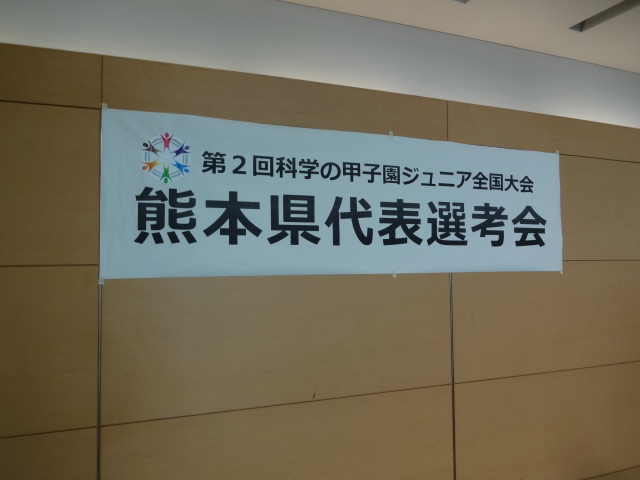 第２回科学の甲子園ジュニア全国大会
熊本県代表選考会